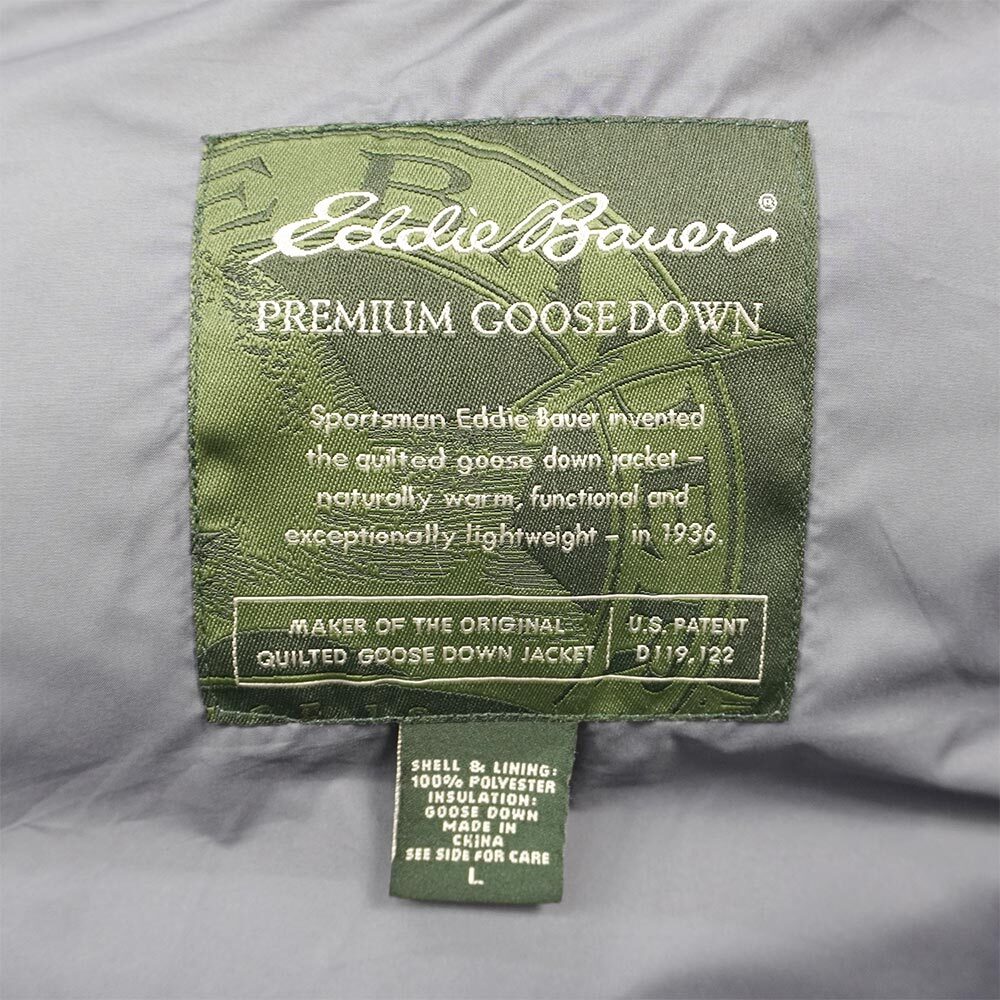 Eddie Bauer®
PREMIUM GOOSE DOWN
Sportsman Eddie Bauer invented
the quilted goose down jacket –
naturally warm, functional and
exceptionally lightweight – in 1936.
MAKER OF THE ORIGINAL
QUILTED GOOSE DOWN JACKET
U.S. PATENT
D119,122
SHELL & LINING:
100% POLYESTER
INSULATION:
GOOSE DOWN
MADE IN
CHINA
SEE SIDE FOR CARE
L